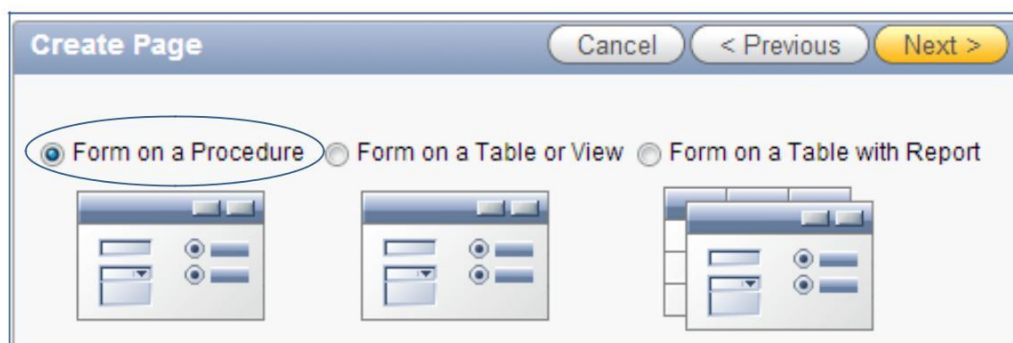 Create Page
Cancel
< Previous
Next >
Form on a Procedure
Form on a Table or View
Form on a Table with Report